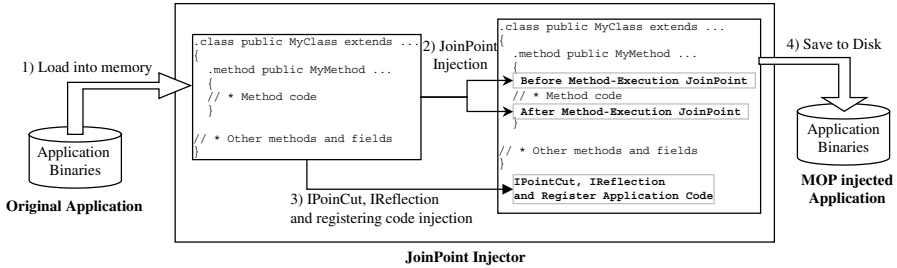 1) Load into memory
Application
Binaries
Original Application
.class public MyClass extends ...
{
.method public MyMethod ...
{
// * Method code
}
// * Other methods and fields
}
2) JoinPoint
Injection
3) IPoinCut, IReflection
and registering code injection
.class public MyClass extends ...
{
.method public MyMethod ...
{
Before Method-Execution JoinPoint
// * Method code
After Method-Execution JoinPoint
}
// * Other methods and fields
}
IPointCut, IReflection
and Register Application Code
4) Save to Disk
Application
Binaries
MOP injected
Application
JoinPoint Injector